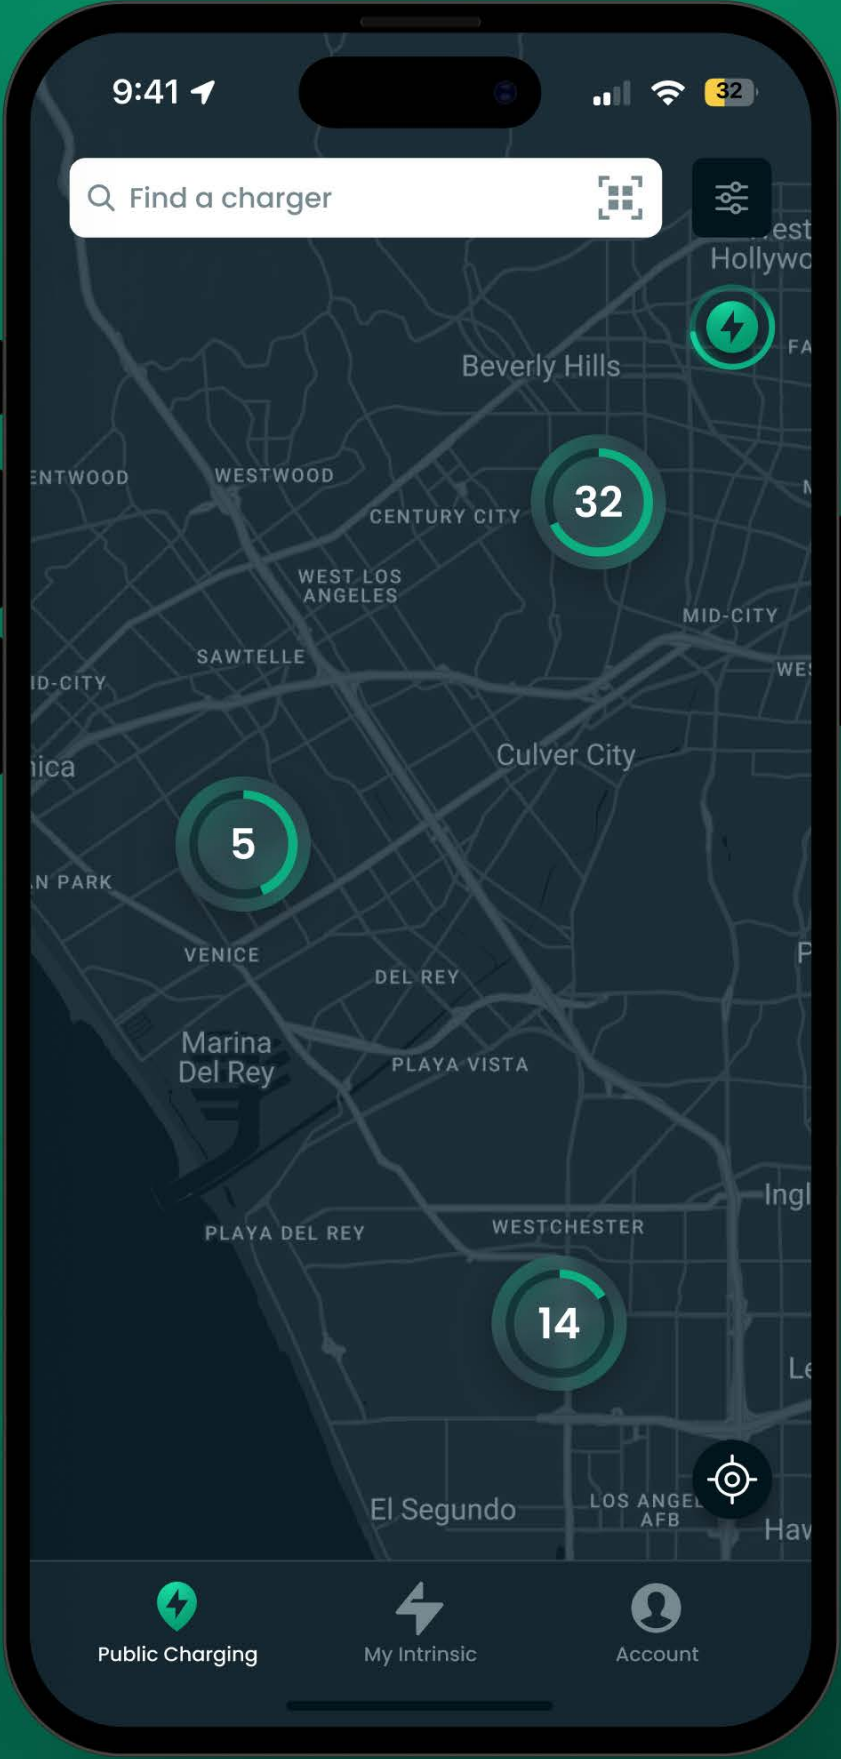 9:41
32
Find a charger
est
Hollywo
Beverly Hills
FA
ENTWOOD
WESTWOOD
32
CENTURY CITY
WEST LOS
ANGELES
MID-CITY
SAWTELLE
WES
ID-CITY
Culver City
nica
5
AN PARK
VENICE
P
DEL REY
Marina
Del Rey
PLAYA VISTA
Ingl
PLAYA DEL REY
WESTCHESTER
14
Le
El Segundo
LOS ANGEL
AFB
Haw
Public Charging
My Intrinsic
Account